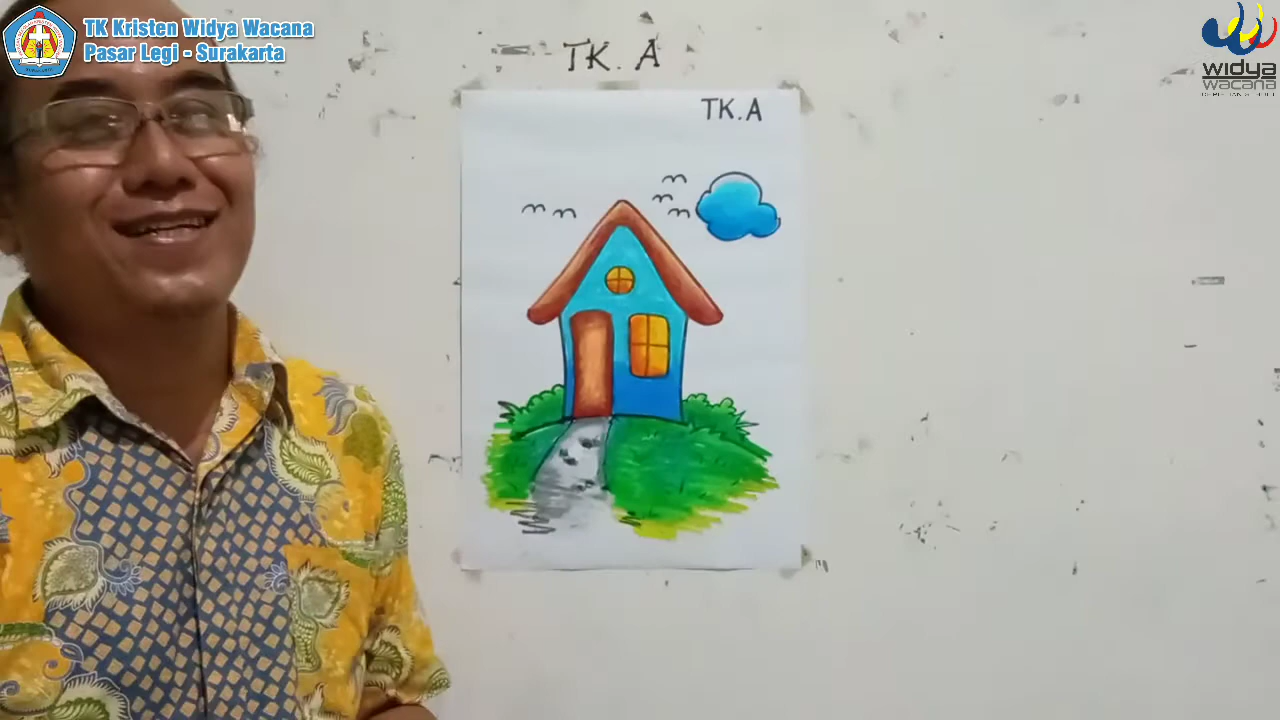 TK Kristen Widya Wacana
Pasar Legi - Surakarta
widya
wacana
TK. A
TK.A